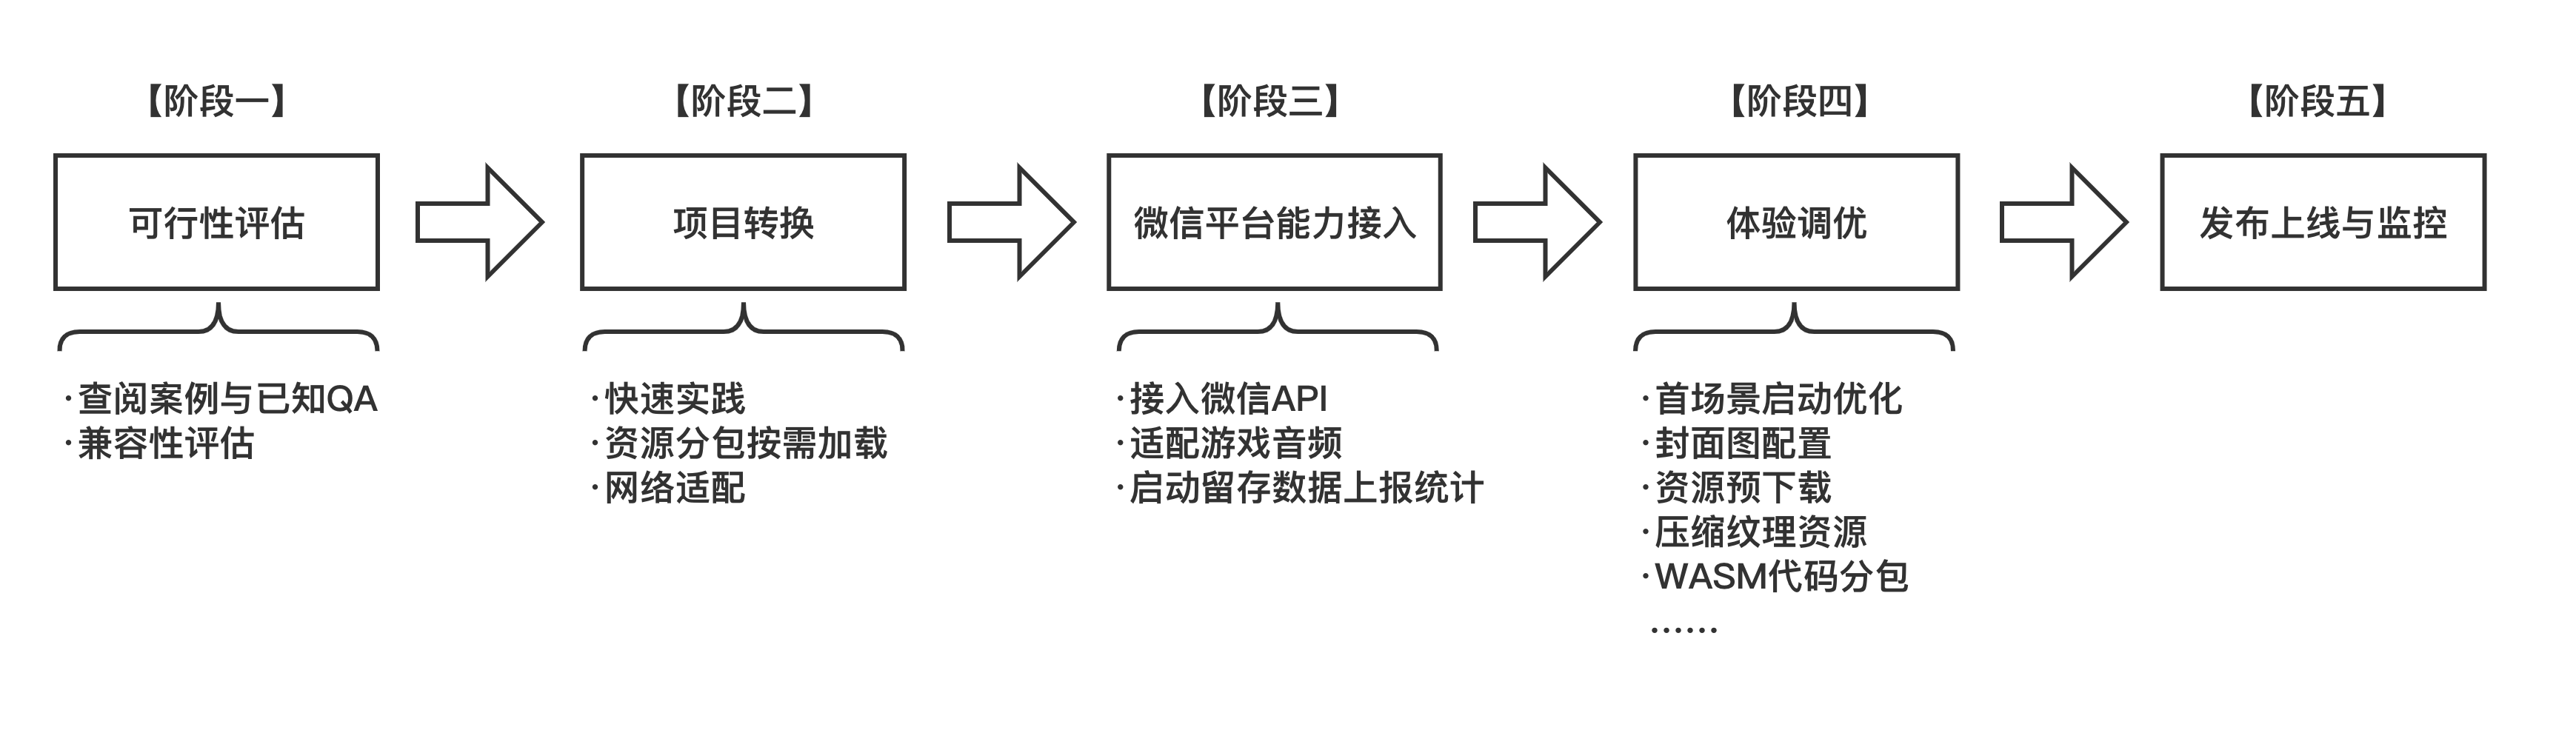 【阶段一】
可行性评估
·查阅案例与已知QA
·兼容性评估
【阶段二】
项目转换
·快速实践
·资源分包按需加载
·网络适配
【阶段三】
微信平台能力接入
·接入微信API
·适配游戏音频
·启动留存数据上报统计
【阶段四】
体验调优
·首场景启动优化
·封面图配置
·资源预下载
·压缩纹理资源
·WASM代码分包
……
【阶段五】
发布上线与监控